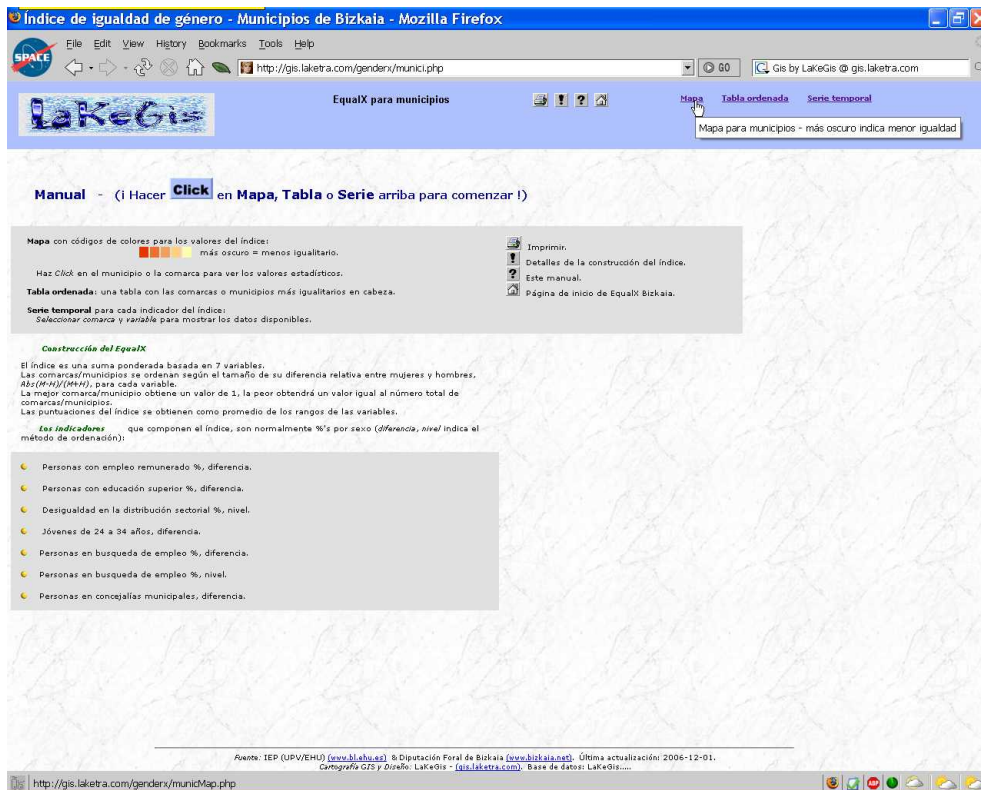 Índice de igualdad de género - Municipios de Bizkaia - Mozilla Firefox
File Edit View History Bookmarks Tools Help
SPACE
http://gis.laketra.com/genderx/munici.php
GO
Gis by LaKeGis @ gis.laketra.com
LaKeGis
EqualX para municipios
! ?
Mapa Tabla ordenada Serie temporal
Mapa para municipios - más oscuro indica menor igualdad
Manual - (¡ Hacer Click en Mapa, Tabla o Serie arriba para comenzar !)
Mapa con códigos de colores para los valores del índice:
más oscuro = menos igualitario.
Haz Click en el municipio o la comarca para ver los valores estadísticos.
Tabla ordenada: una tabla con las comarcas o municipios más igualitarios en cabeza.
Serie temporal para cada indicador del índice:
Seleccionar comarca y variable para mostrar los datos disponibles.
Imprimir.
! Detalles de la construcción del índice.
? Este manual.
Página de inicio de EqualX Bizkaia.
Construcción del EqualX
El índice es una suma ponderada basada en 7 variables.
Las comarcas/municipios se ordenan según el tamaño de su diferencia relativa entre mujeres y hombres,
Abs(M-H)/(M+H), para cada variable.
La mejor comarca/municipio obtiene un valor de 1, la peor obtendrá un valor igual al número total de
comarcas/municipios.
Las puntuaciones del índice se obtienen como promedio de los rangos de las variables.
Los indicadores que componen el índice, son normalmente %'s por sexo (diferencia, nivel indica el
método de ordenación):
Personas con empleo remunerado %, diferencia.
Personas con educación superior %, diferencia.
Desigualdad en la distribución sectorial %, nivel.
Jóvenes de 24 a 34 años, diferencia.
Personas en busqueda de empleo %, diferencia.
Personas en busqueda de empleo %, nivel.
Personas en concejalías municipales, diferencia.
Fuente: IEP (UPV/EHU) (www.bl.ehu.es) & Diputación Foral de Bizkaia (www.bizkaia.net). Última actualización: 2006-12-01.
Cartografía GIS y Diseño: LaKeGis - (gis.laketra.com). Base de datos: LaKeGis.....
http://gis.laketra.com/genderx/municMap.php
ABP